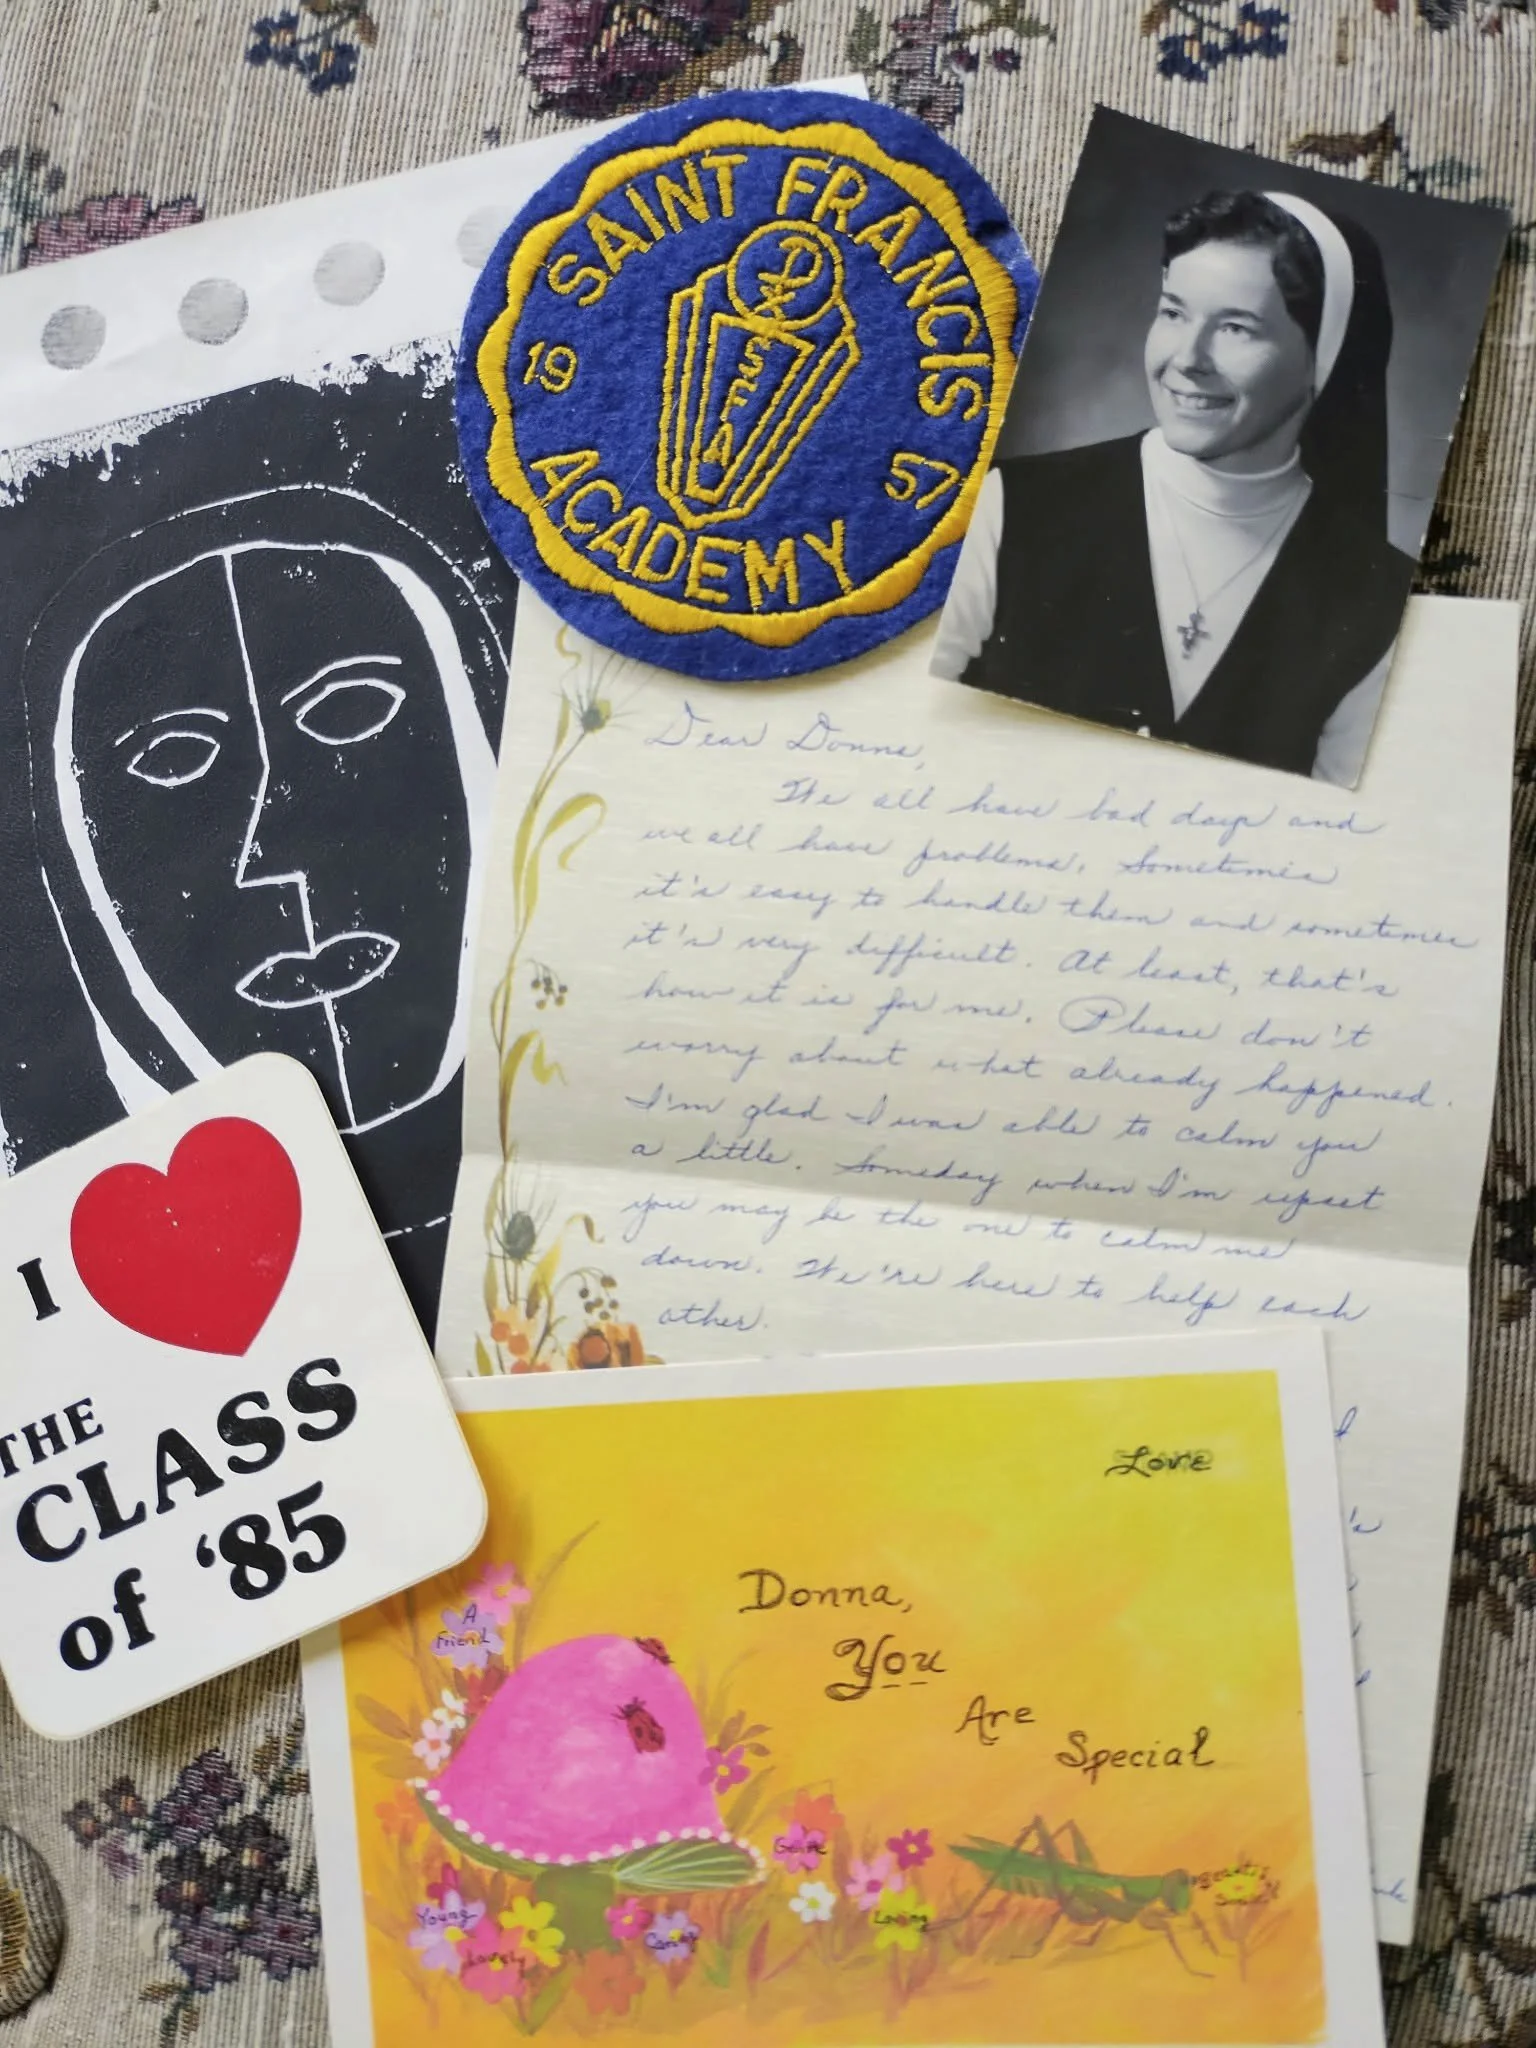 SAINT FRANCIS
19 57
ACADEMY
SFA
Dear Donna,
We all have bad days and
we all have problems. Sometimes
it's easy to handle them and sometimes
it's very difficult. At least, that's
how it is for me. Please don't
worry about what already happened.
I'm glad I was able to calm you
a little. Someday when I'm upset
you may be the one to calm me
down. We're here to help each
other.
I
THE
CLASS
of '85
Love
Donna,
You
Are
Special
A
Friend
Young
Lovely
Caring
Loving